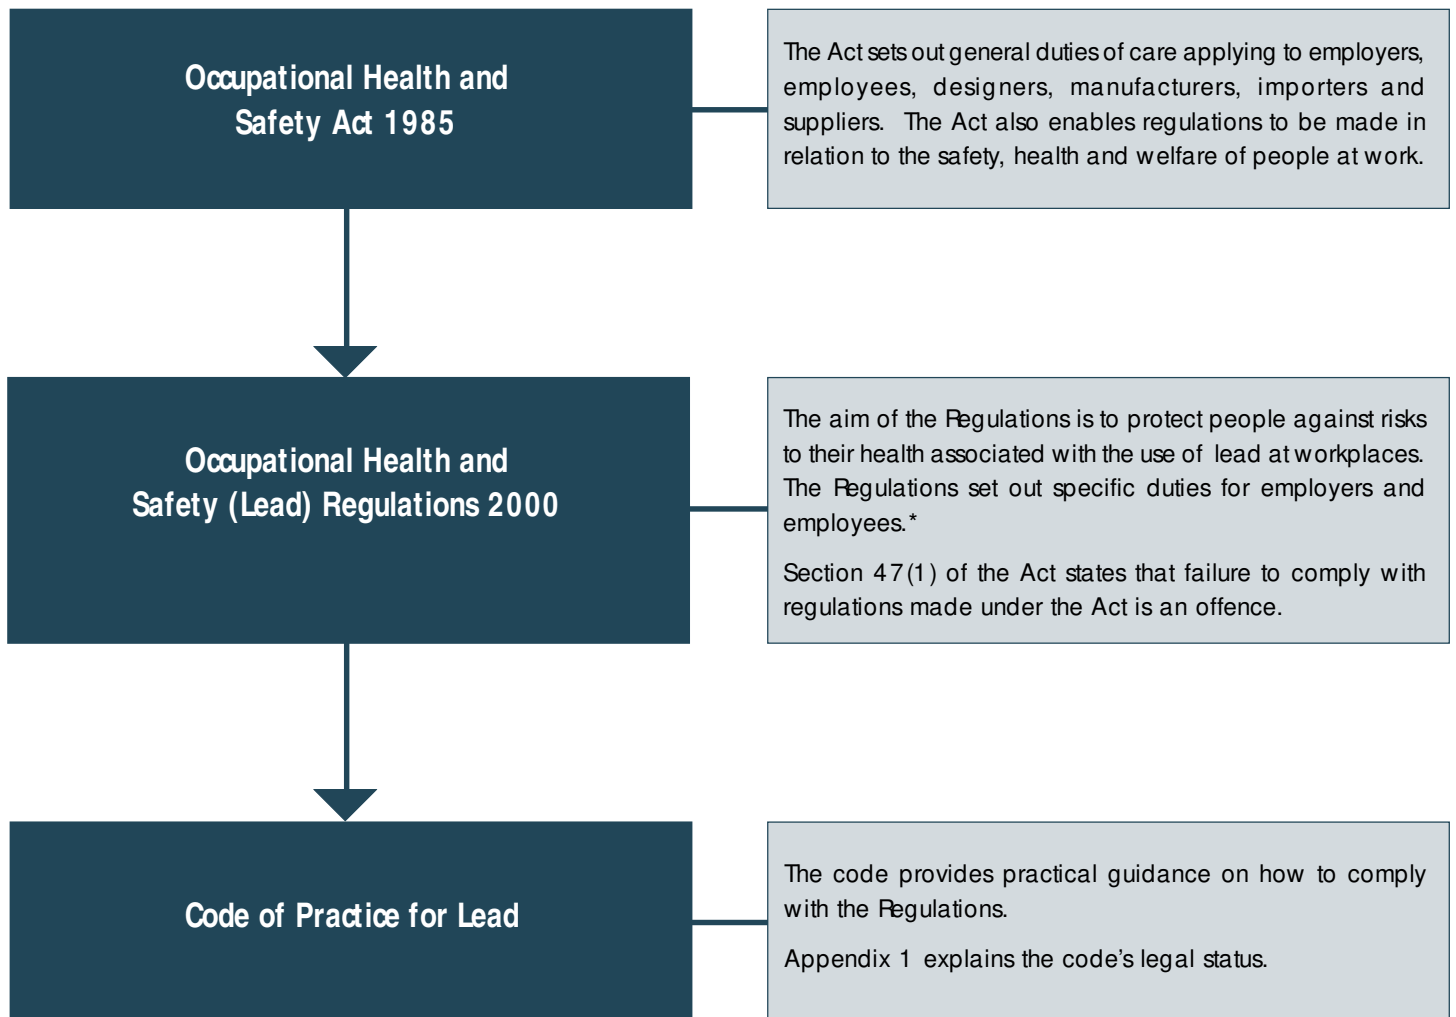 Occupational Health and
Safety Act 1985
The Act sets out general duties of care applying to employers,
employees, designers, manufacturers, importers and
suppliers. The Act also enables regulations to be made in
relation to the safety, health and welfare of people at work.
Occupational Health and
Safety (Lead) Regulations 2000
The aim of the Regulations is to protect people against risks
to their health associated with the use of lead at workplaces.
The Regulations set out specific duties for employers and
employees.*
Section 47(1) of the Act states that failure to comply with
regulations made under the Act is an offence.
Code of Practice for Lead
The code provides practical guidance on how to comply
with the Regulations.
Appendix 1 explains the code's legal status.